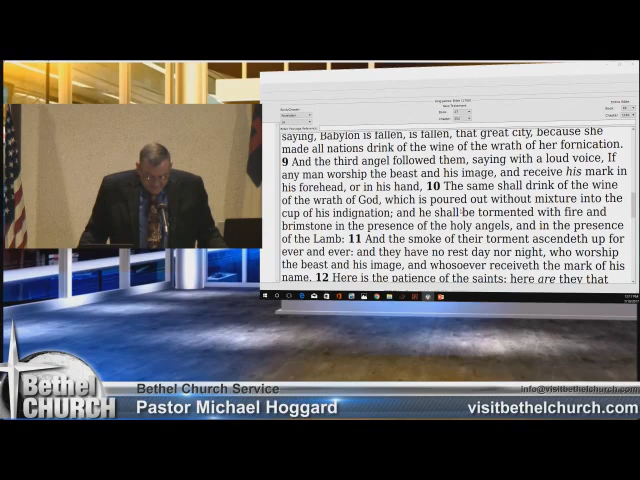 saying, Babylon is fallen, is fallen, that great city, because she
made all nations drink of the wine of the wrath of her fornication.
9 And the third angel followed them, saying with a loud voice, If
any man worship the beast and his image, and receive his mark in
his forehead, or in his hand, 10 The same shall drink of the wine
of the wrath of God, which is poured out without mixture into the
cup of his indignation; and he shall be tormented with fire and
brimstone in the presence of the holy angels, and in the presence
of the Lamb: 11 And the smoke of their torment ascendeth up for
ever and ever: and they have no rest day nor night, who worship
the beast and his image, and whosoever receiveth the mark of his
name. 12 Here is the patience of the saints: here are they that
Bethel
CHURCH
Bethel Church Service
Pastor Michael Hoggard
info@visitbethelchurch.com
visitbethelchurch.com